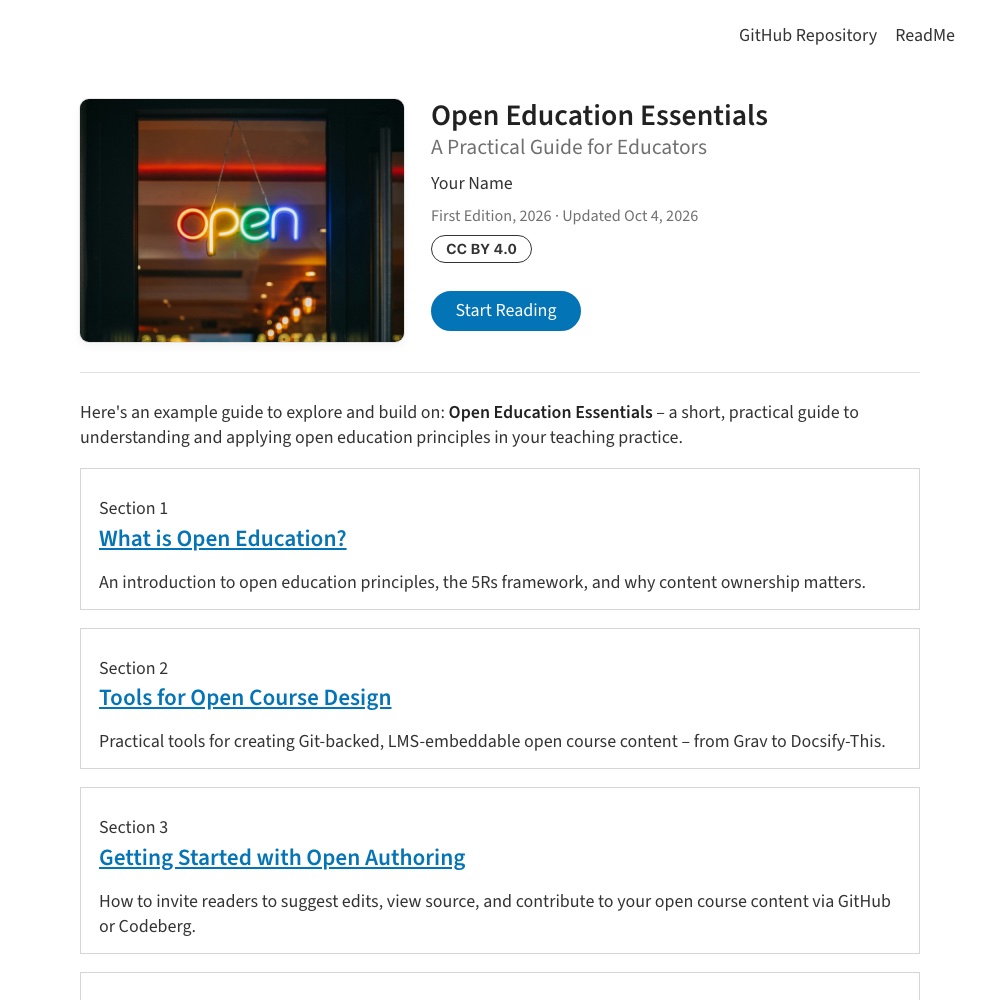 GitHub Repository ReadMe
open
Open Education Essentials
A Practical Guide for Educators
Your Name
First Edition, 2026 · Updated Oct 4, 2026
CC BY 4.0
Start Reading
Here's an example guide to explore and build on: Open Education Essentials – a short, practical guide to
understanding and applying open education principles in your teaching practice.
Section 1
What is Open Education?
An introduction to open education principles, the 5Rs framework, and why content ownership matters.
Section 2
Tools for Open Course Design
Practical tools for creating Git-backed, LMS-embeddable open course content – from Grav to Docsify-This.
Section 3
Getting Started with Open Authoring
How to invite readers to suggest edits, view source, and contribute to your open course content via GitHub
or Codeberg.